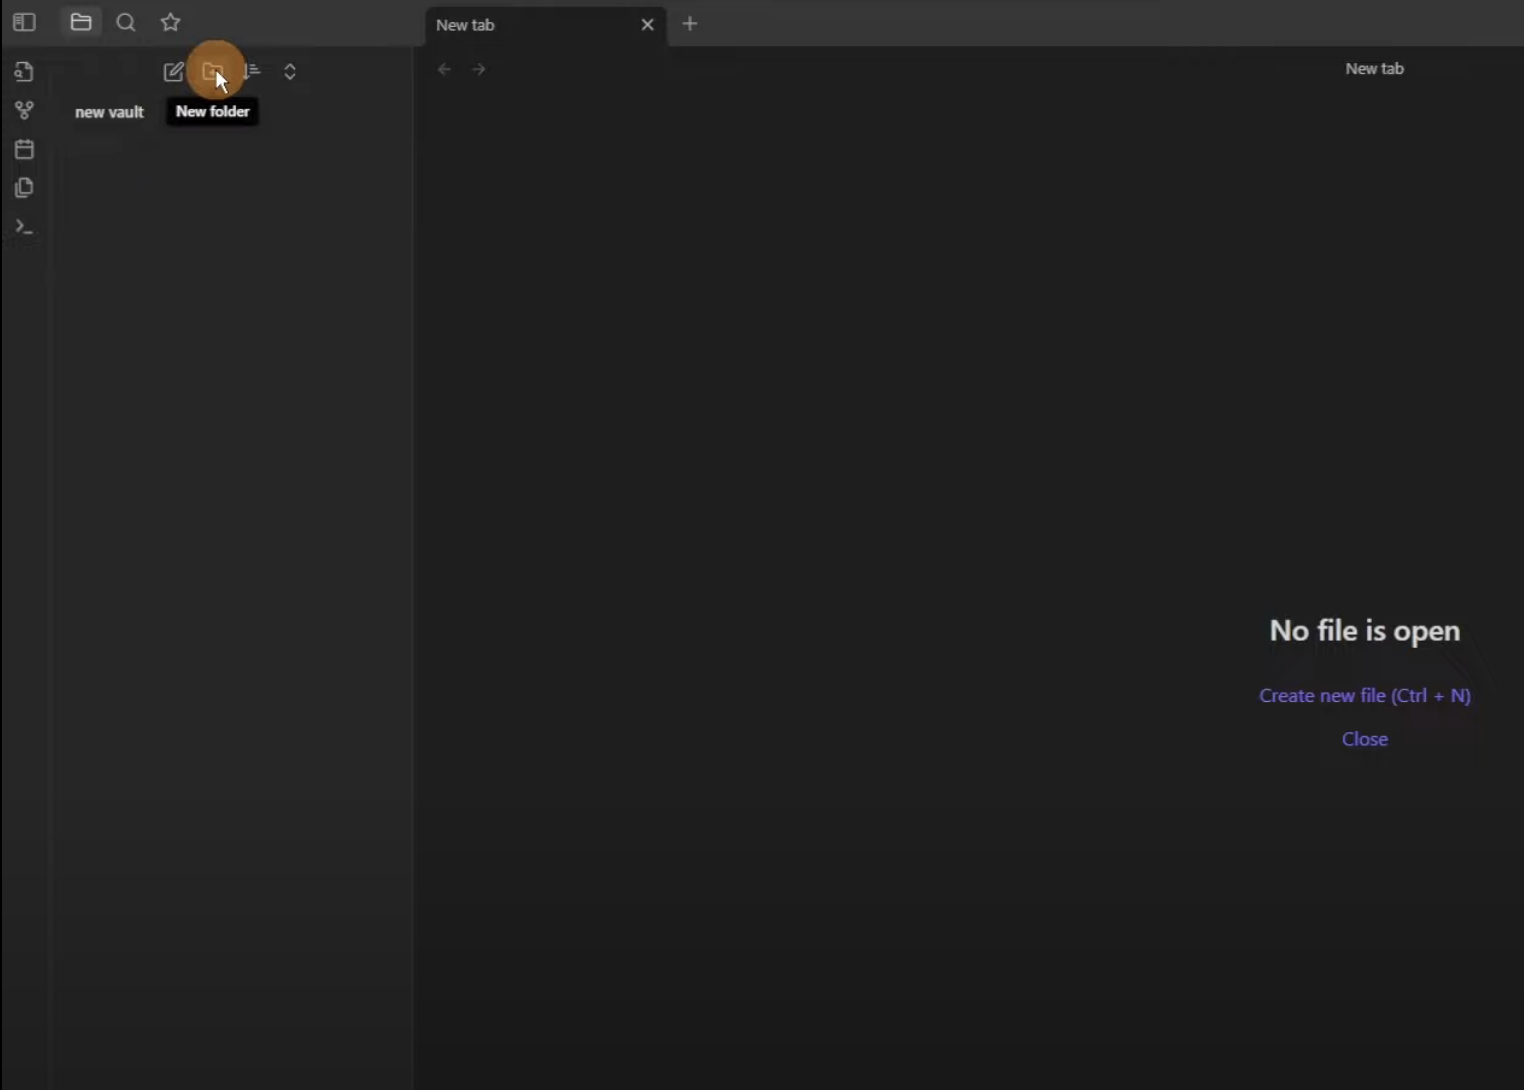 New tab
New tab
new vault
New folder
No file is open
Create new file (Ctrl + N)
Close